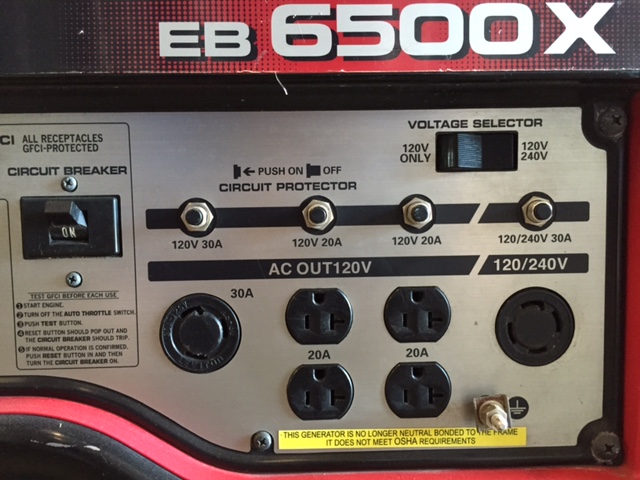 EB 6500X
CI ALL RECEPTACLES
GFCI-PROTECTED
CIRCUIT BREAKER
ON
TEST GFCI BEFORE EACH USE
1 START ENGINE.
2 TURN OFF THE AUTO THROTTLE SWITCH.
3 PUSH TEST BUTTON.
4 RESET BUTTON SHOULD POP OUT AND
THE CIRCUIT BREAKER SHOULD TRIP.
5 IF NORMAL OPERATION IS CONFIRMED.
PUSH RESET BUTTON IN AND THEN
TURN THE CIRCUIT BREAKER ON.
VOLTAGE SELECTOR
120V
ONLY
120V
240V
PUSH ON OFF
CIRCUIT PROTECTOR
120V 30A
120V 20A
120V 20A
120/240V 30A
AC OUT120V
120/240V
30A
20A
20A
THIS GENERATOR IS NO LONGER NEUTRAL BONDED TO THE FRAME
IT DOES NOT MEET OSHA REQUIREMENTS